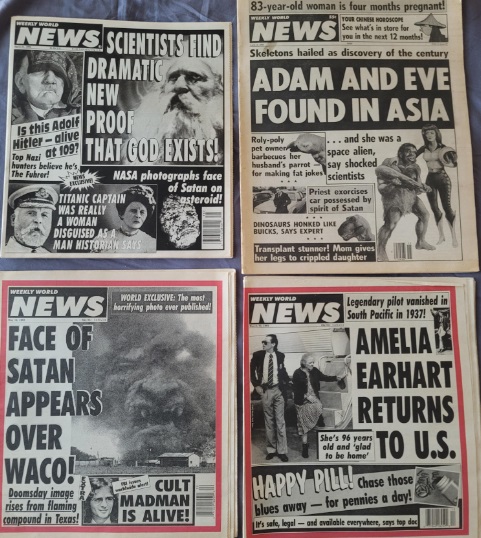 WEEKLY WORLD
NEWS
SCIENTISTS FIND
DRAMATIC
NEW
PROOF
THAT GOD EXISTS!
Is this Adolf
Hitler – alive
at 109?
Top Nazi
hunters believe he's
The Fuhrer!
NASA photographs face
of Satan on
asteroid!
NEWS
EXCLUSIVE!
TITANIC CAPTAIN
WAS REALLY
A WOMAN
DISGUISED AS A
MAN HISTORIAN SAYS
83-year-old woman is four months pregnant!
WEEKLY WORLD
NEWS
YOUR CHINESE HOROSCOPE
See what's in store for
you in the next 12 months!
Skeletons hailed as discovery of the century
ADAM AND EVE
FOUND IN ASIA
Roly-poly
pet owner
barbecues her
husband's parrot —
for making fat jokes
. . . and she was
a space
alien,
say shocked
scientists
Priest exorcises
car possessed by
spirit of Satan
DINOSAURS HONKED LIKE
BUICKS, SAYS EXPERT
Transplant stunner! Mom gives
her legs to crippled daughter
WEEKLY WORLD
NEWS
WORLD EXCLUSIVE: The most
horrifying photo ever published!
FACE OF
SATAN
APPEARS
OVER
WACO!
Doomsday image
rises from flaming
compound in Texas!
FBI issues
worldwide alert!
CULT
MADMAN
IS ALIVE!
WEEKLY WORLD
NEWS
Legendary pilot vanished in
South Pacific in 1937!
AMELIA
EARHART
RETURNS
TO U.S.
She's 96 years
old and 'glad
to be home'
HAPPY PILL! Chase those
blues away — for pennies a day!
It's safe, legal — and available everywhere, says top doc